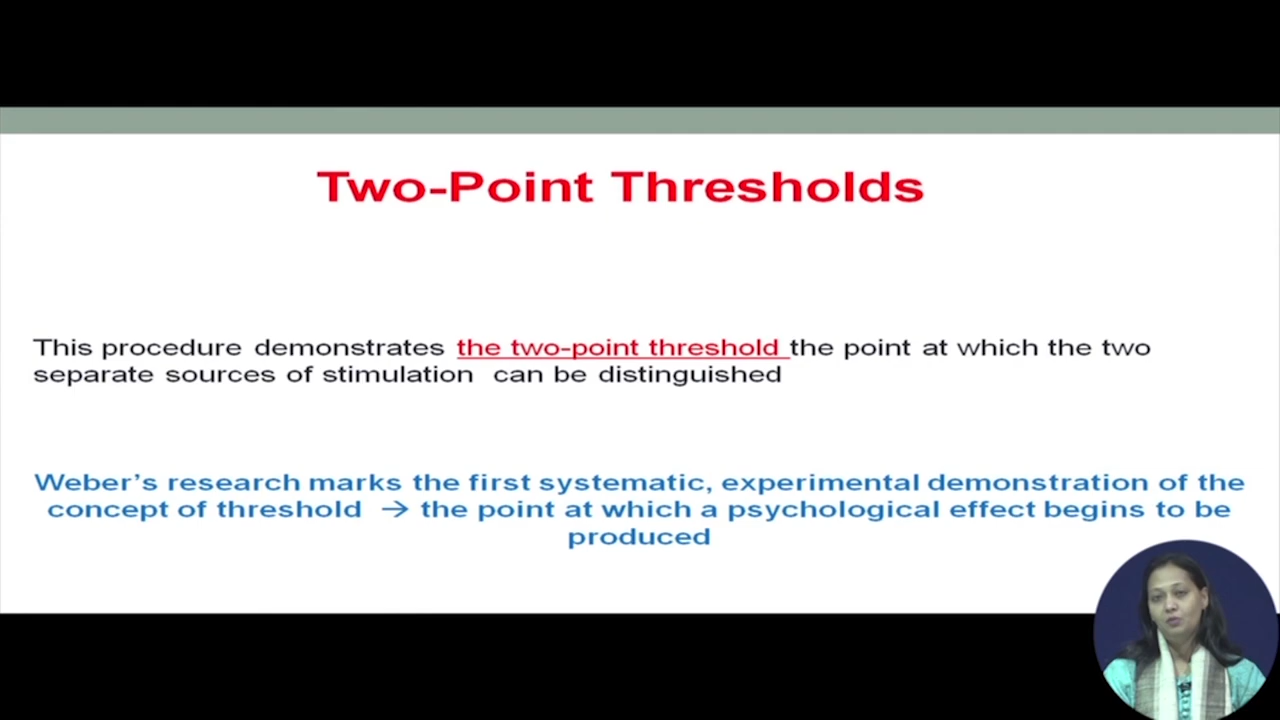 Two-Point Thresholds
This procedure demonstrates the two-point threshold the point at which the two
separate sources of stimulation can be distinguished
Weber's research marks the first systematic, experimental demonstration of the
concept of threshold → the point at which a psychological effect begins to be
produced